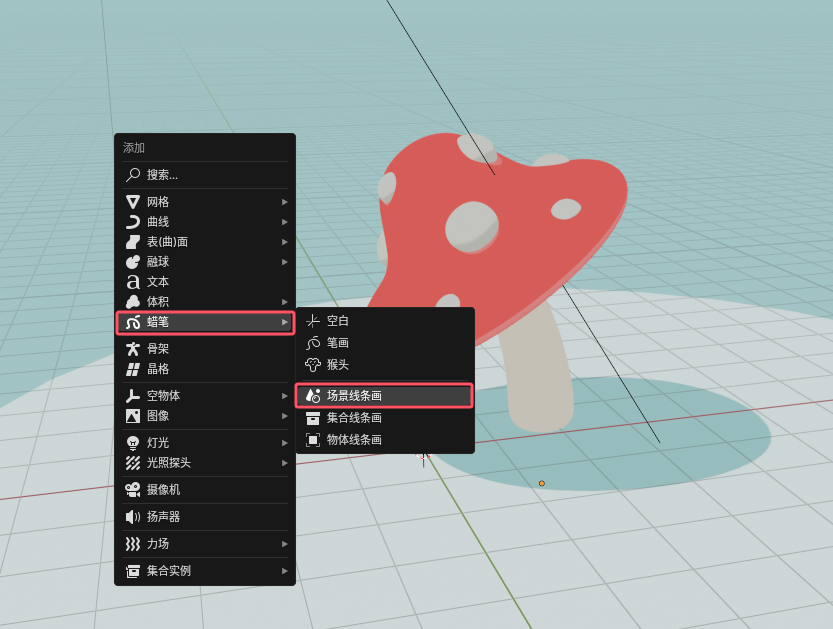 添加
搜索...
网格
曲线
表(曲)面
融球
文本
体积
蜡笔
骨架
晶格
空物体
图像
灯光
光照探头
摄像机
扬声器
力场
集合实例
空白
笔画
猴头
场景线条画
集合线条画
物体线条画